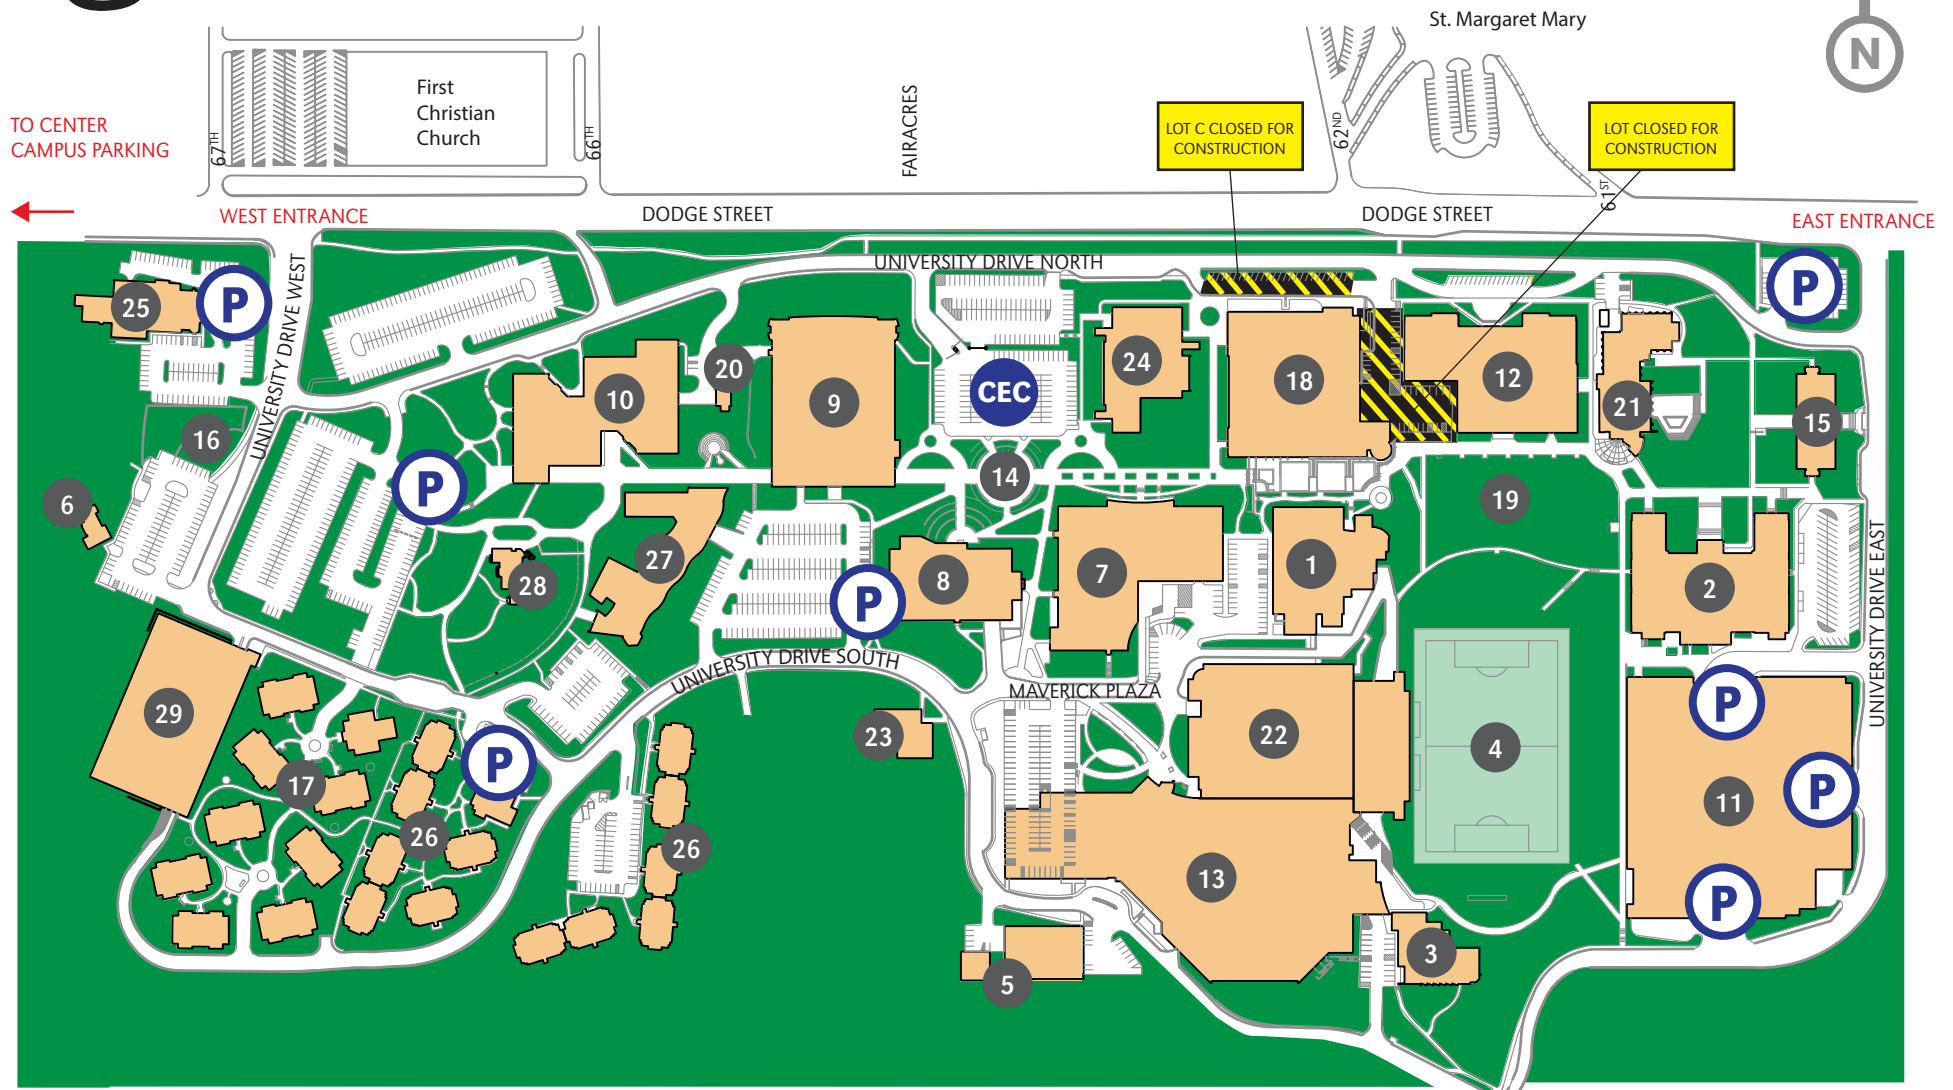 St. Margaret Mary
N
First
Christian
Church
67TH
66TH
FAIRACRES
62ND
61ST
TO CENTER
CAMPUS PARKING
LOT C CLOSED FOR
CONSTRUCTION
LOT CLOSED FOR
CONSTRUCTION
WEST ENTRANCE
DODGE STREET
DODGE STREET
EAST ENTRANCE
UNIVERSITY DRIVE NORTH
UNIVERSITY DRIVE WEST
25
P
P
20
24
10
9
CEC
18
12
21
15
16
P
14
6
19
27
28
P
8
7
1
2
UNIVERSITY DRIVE EAST
UNIVERSITY DRIVE SOUTH
MAVERICK PLAZA
29
23
22
4
P
P
17
P
11
26
26
13
P
3
5